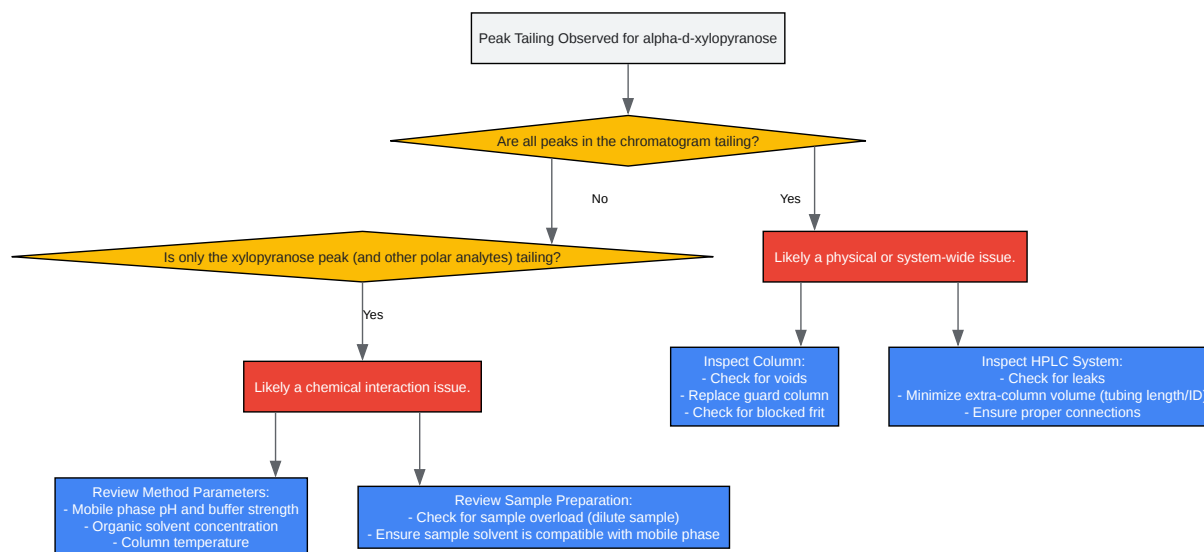 Peak Tailing Observed for alpha-d-xylopyranose
Are all peaks in the chromatogram tailing?
No
Yes
Is only the xylopyranose peak (and other polar analytes) tailing?
Likely a physical or system-wide issue.
Yes
Inspect Column:
- Check for voids
- Replace guard column
- Check for blocked frit
Inspect HPLC System:
- Check for leaks
- Minimize extra-column volume (tubing length/ID)
- Ensure proper connections
Likely a chemical interaction issue.
Review Method Parameters:
- Mobile phase pH and buffer strength
- Organic solvent concentration
- Column temperature
Review Sample Preparation:
- Check for sample overload (dilute sample)
- Ensure sample solvent is compatible with mobile phase